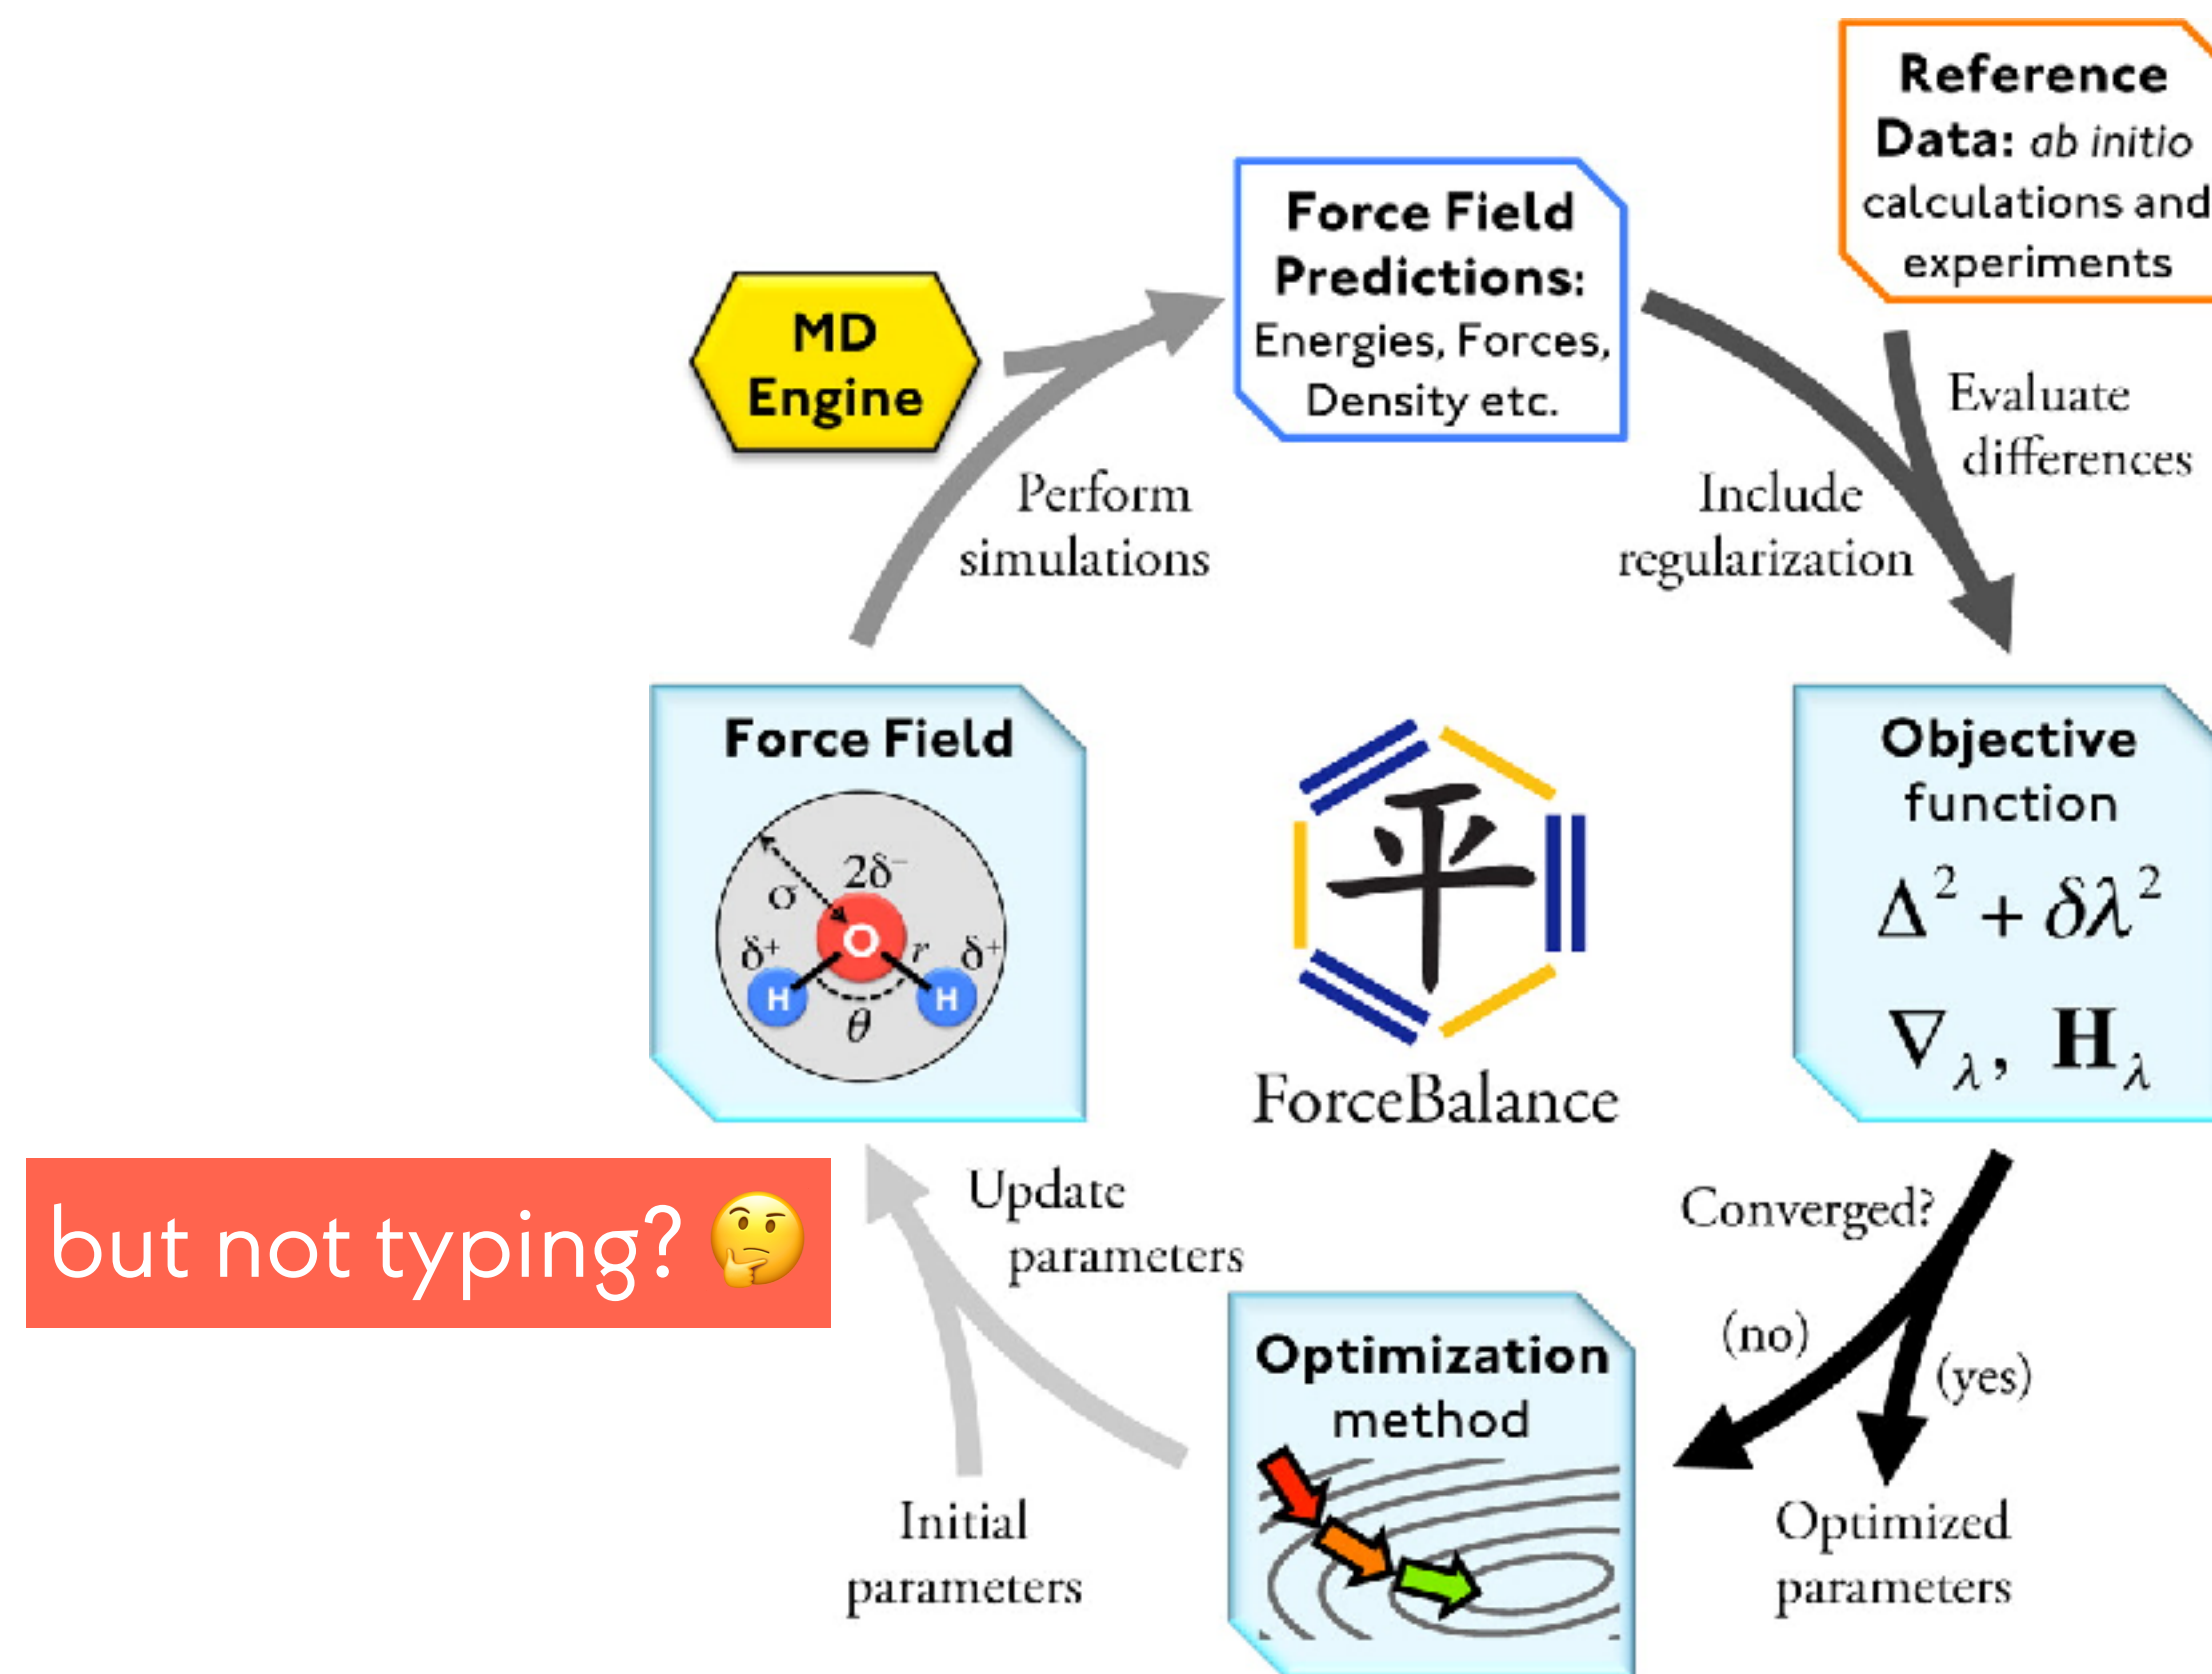 Reference
Data: ab initio
calculations and
experiments
Force Field
Predictions:
Energies, Forces,
Density etc.
MD
Engine
Perform
simulations
Include
regularization
Evaluate
differences
Force Field
2δ⁻
σ
O
δ⁺
r
δ⁺
H
H
θ
平
ForceBalance
Objective
function
Δ² + δλ²
∇λ, Hλ
but not typing? 🤔
Update
parameters
Converged?
(no)
(yes)
Optimization
method
Initial
parameters
Optimized
parameters